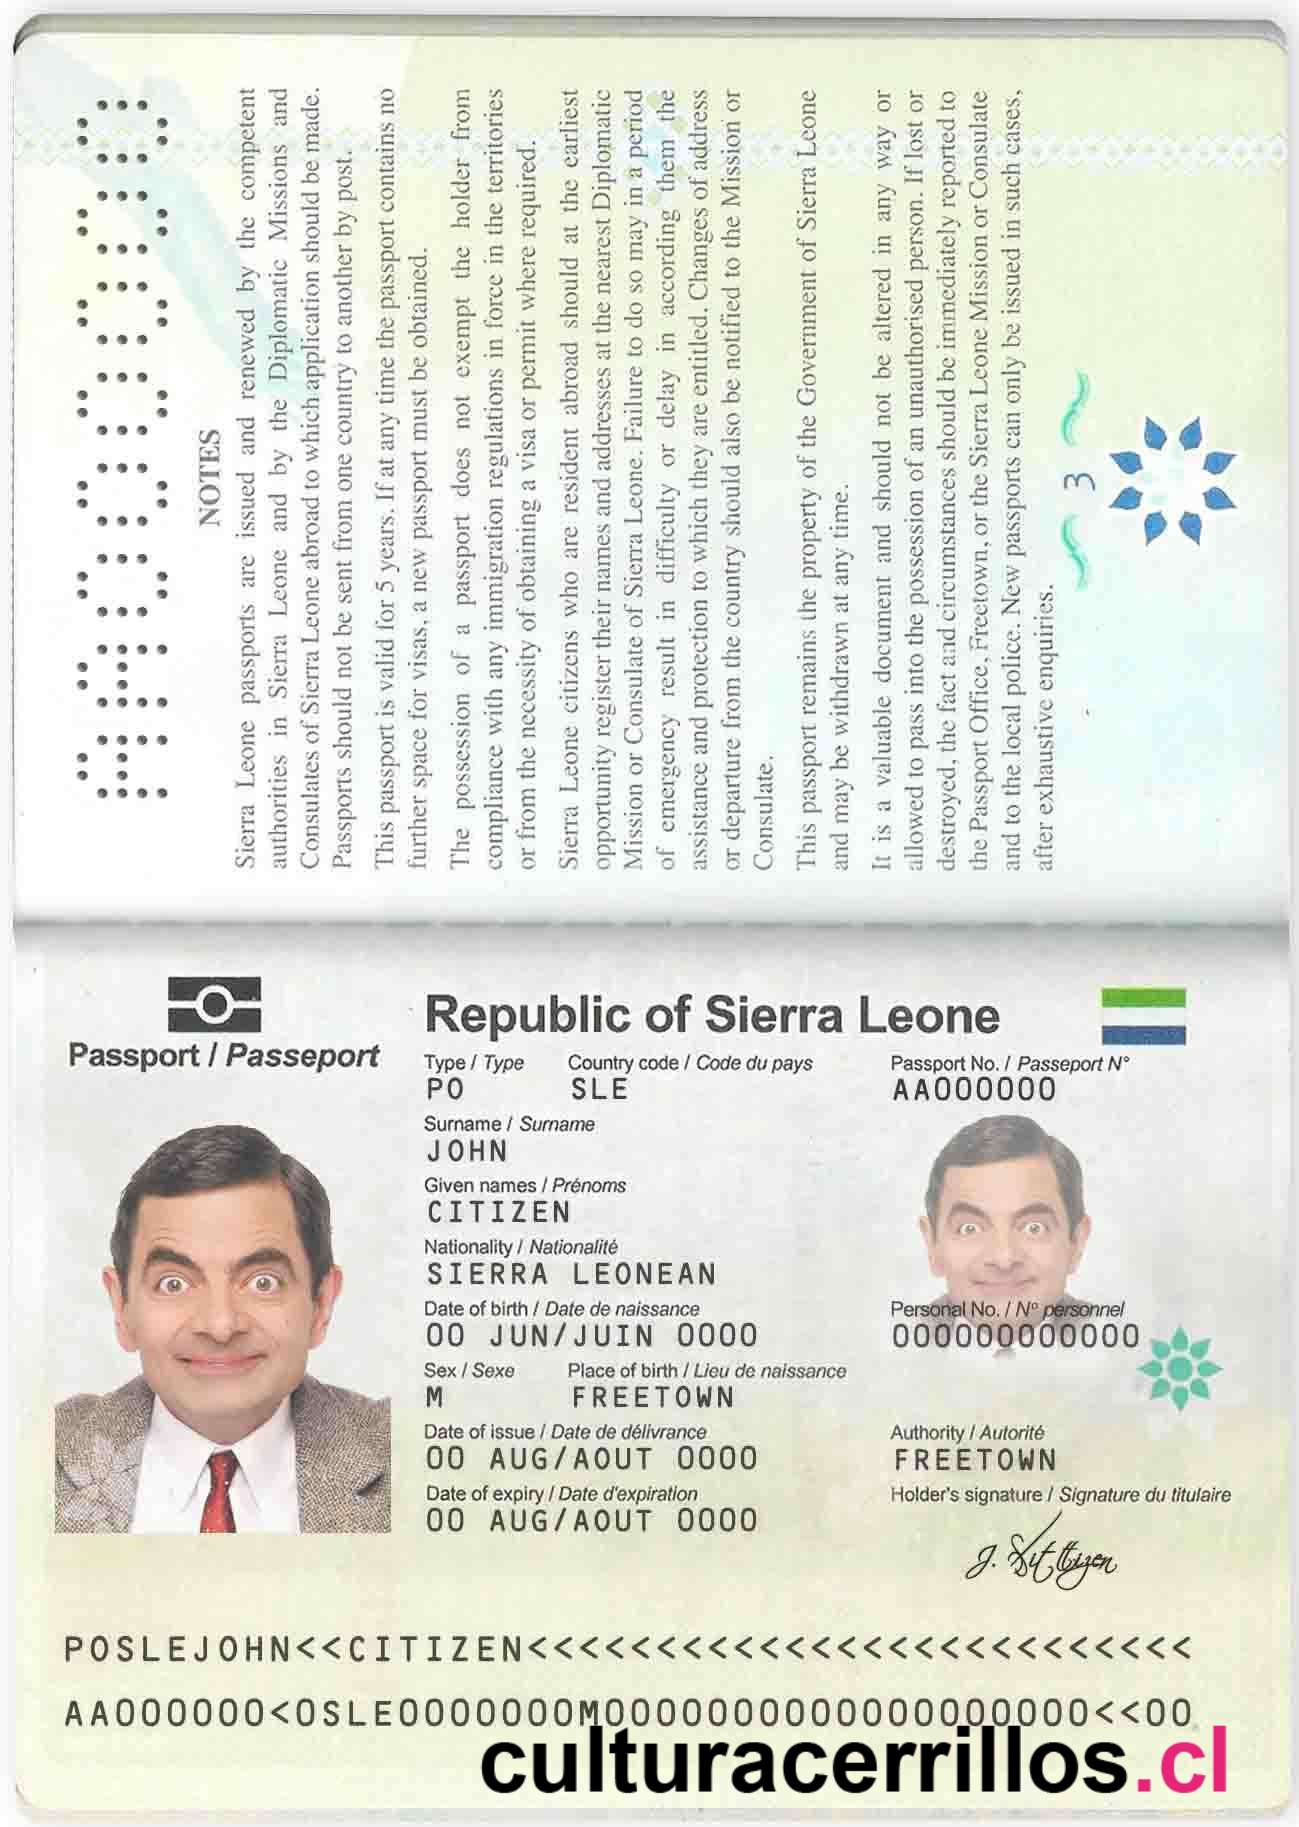 AA000000
NOTES
Sierra Leone passports are issued and renewed by the competent
authorities in Sierra Leone and by the Diplomatic Missions and
Consulates of Sierra Leone abroad to which application should be made.
Passports should not be sent from one country to another by post.
This passport is valid for 5 years. If at any time the passport contains no
further space for visas, a new passport must be obtained.
The possession of a passport does not exempt the holder from
compliance with any immigration regulations in force in the territories
or from the necessity of obtaining a visa or permit where required.
Sierra Leone citizens who are resident abroad should at the earliest
opportunity register their names and addresses at the nearest Diplomatic
Mission or Consulate of Sierra Leone. Failure to do so may in a period
of emergency result in difficulty or delay in according them the
assistance and protection to which they are entitled. Changes of address
or departure from the country should also be notified to the Mission or
Consulate.
This passport remains the property of the Government of Sierra Leone
and may be withdrawn at any time.
It is a valuable document and should not be altered in any way or
allowed to pass into the possession of an unauthorised person. If lost or
destroyed, the fact and circumstances should be immediately reported to
the Passport Office, Freetown, or the Sierra Leone Mission or Consulate
and to the local police. New passports can only be issued in such cases,
after exhaustive enquiries.
3
Republic of Sierra Leone
Passport / Passeport
Type / Type Country code / Code du pays Passport No. / Passeport N°
PO SLE AA000000
Surname / Surname
JOHN
Given names / Prénoms
CITIZEN
Nationality / Nationalité
SIERRA LEONEAN
Date of birth / Date de naissance Personal No. / Nº personnel
00 JUN/JUIN 0000 000000000000
Sex / Sexe Place of birth / Lieu de naissance
M FREETOWN
Date of issue / Date de délivrance Authority / Autorité
00 AUG/AOUT 0000 FREETOWN
Date of expiry / Date d'expiration Holder's signature / Signature du titulaire
00 AUG/AOUT 0000
POSLEJOHN<<CITIZEN<<<<<<<<<<<<<<<<<<<<<<<<<<
AA000000<0SLE0000000M00000000000000000000<<00
culturacerrillos.cl